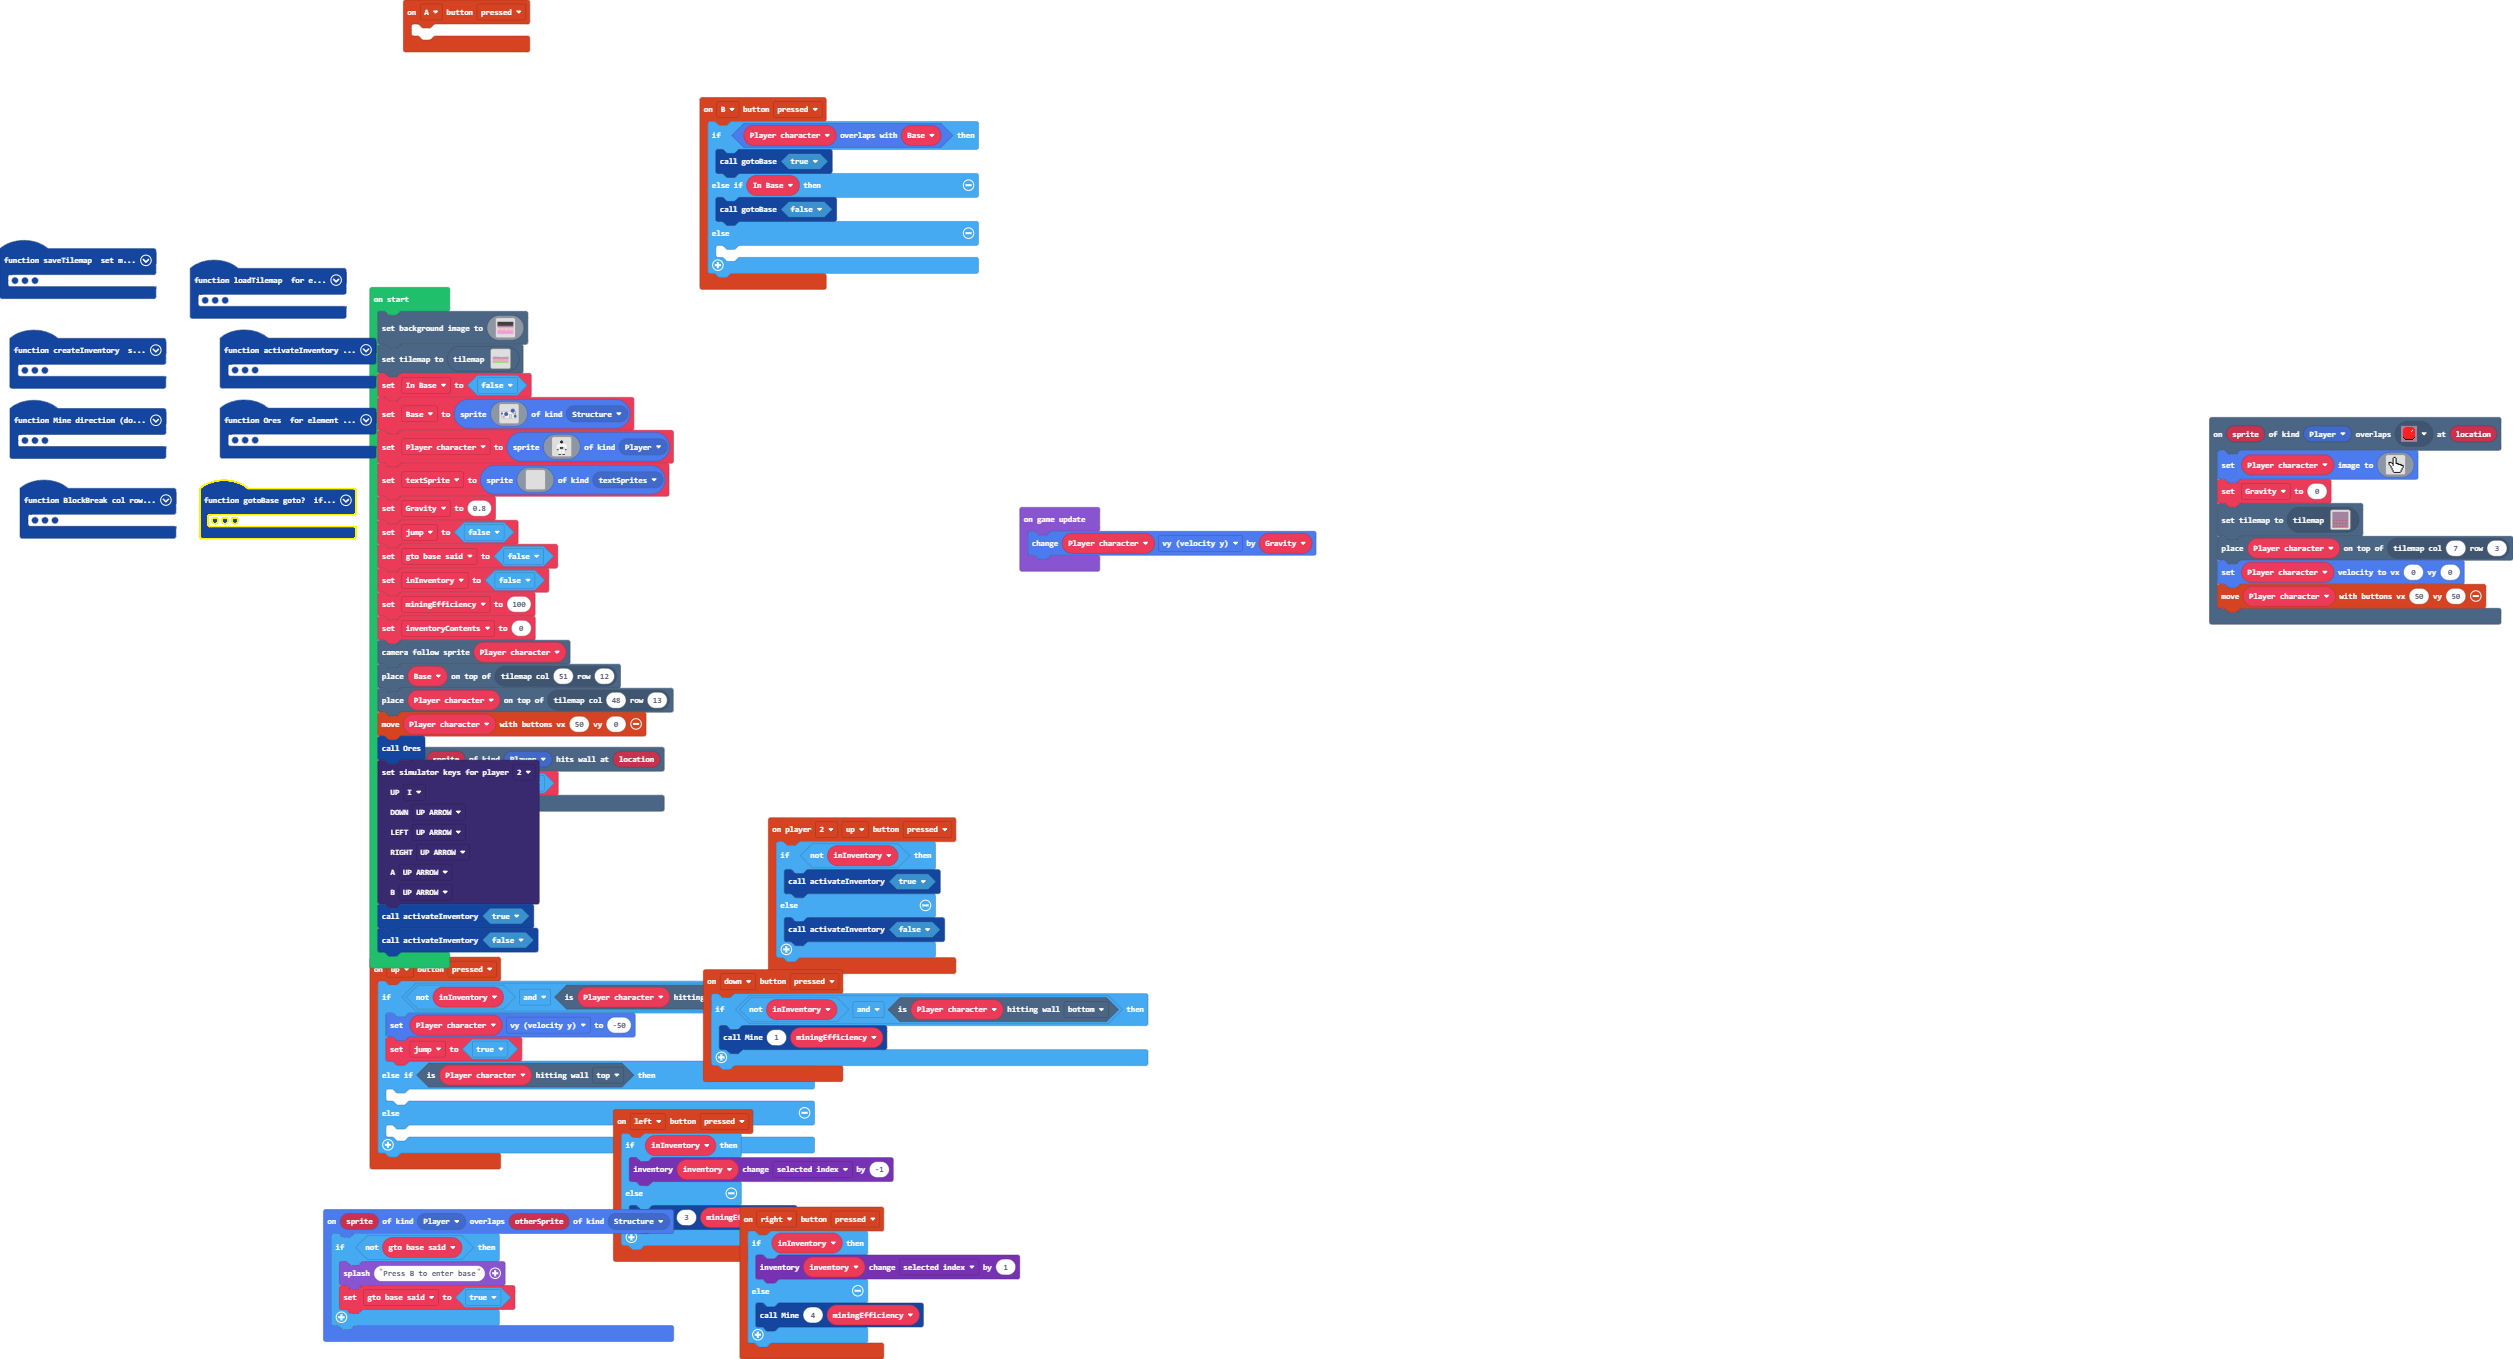 on A button pressed
on B button pressed
if Player character overlaps with Base then
call gotoBase true
else if In Base then
call gotoBase false
else
function saveTilemap set m...
function loadTilemap for e...
function createInventory s...
function activateInventory ...
function Mine direction (do...
function Ores for element ...
function BlockBreak col row...
function gotoBase goto? if...
on start
set background image to
set tilemap to tilemap
set In Base to false
set Base to sprite of kind Structure
set Player character to sprite of kind Player
set textSprite to sprite of kind textSprites
set Gravity to 0.8
set jump to false
set gto base said to false
set inInventory to false
set miningEfficiency to 100
set inventoryContents to 0
camera follow sprite Player character
place Base on top of tilemap col 51 row 12
place Player character on top of tilemap col 48 row 13
move Player character with buttons vx 50 vy 0
call Ores
set simulator keys for player 2
UP I
DOWN UP ARROW
LEFT UP ARROW
RIGHT UP ARROW
A UP ARROW
B UP ARROW
call activateInventory true
call activateInventory false
sprite of kind Player hits wall at location
on game update
change Player character vy (velocity y) by Gravity
on sprite of kind Player overlaps at location
set Player character image to
set Gravity to 0
set tilemap to tilemap
place Player character on top of tilemap col 7 row 3
set Player character velocity to vx 0 vy 0
move Player character with buttons vx 50 vy 50
on player 2 up button pressed
if not inInventory then
call activateInventory true
else
call activateInventory false
on up button pressed
if not inInventory and is Player character hitting
set Player character vy (velocity y) to -50
set jump to true
else if is Player character hitting wall top then
else
on down button pressed
if not inInventory and is Player character hitting wall bottom then
call Mine 1 miningEfficiency
on left button pressed
if inInventory then
inventory inventory change selected index by -1
else
3 miningEf
on right button pressed
if inInventory then
inventory inventory change selected index by 1
else
call Mine 4 miningEfficiency
on sprite of kind Player overlaps otherSprite of kind Structure
if not gto base said then
splash "Press B to enter base"
set gto base said to true